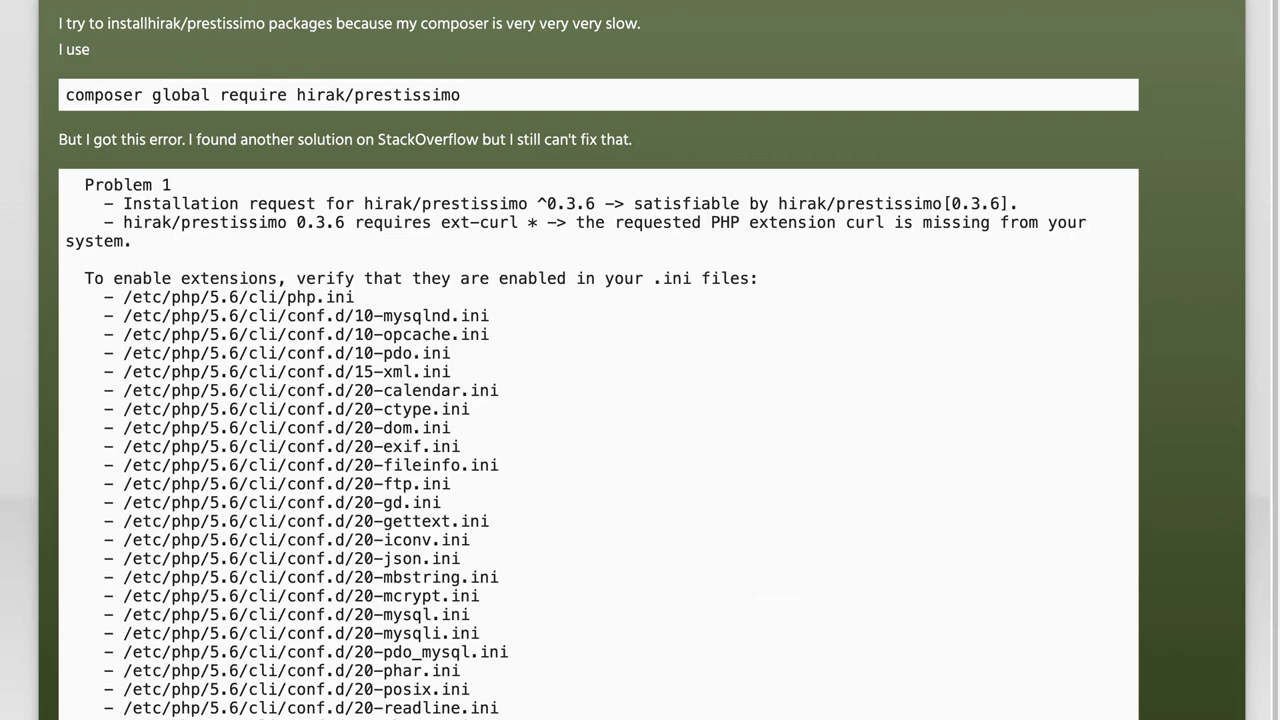 I try to installhirak/prestissimo packages because my composer is very very very slow.
I use
composer global require hirak/prestissimo
But I got this error. I found another solution on StackOverflow but I still can't fix that.
Problem 1
– Installation request for hirak/prestissimo ^0.3.6 –> satisfiable by hirak/prestissimo[0.3.6].
– hirak/prestissimo 0.3.6 requires ext–curl * –> the requested PHP extension curl is missing from your
system.
To enable extensions, verify that they are enabled in your .ini files:
– /etc/php/5.6/cli/php.ini
– /etc/php/5.6/cli/conf.d/10–mysqlnd.ini
– /etc/php/5.6/cli/conf.d/10–opcache.ini
– /etc/php/5.6/cli/conf.d/10–pdo.ini
– /etc/php/5.6/cli/conf.d/15–xml.ini
– /etc/php/5.6/cli/conf.d/20–calendar.ini
– /etc/php/5.6/cli/conf.d/20–ctype.ini
– /etc/php/5.6/cli/conf.d/20–dom.ini
– /etc/php/5.6/cli/conf.d/20–exif.ini
– /etc/php/5.6/cli/conf.d/20–fileinfo.ini
– /etc/php/5.6/cli/conf.d/20–ftp.ini
– /etc/php/5.6/cli/conf.d/20–gd.ini
– /etc/php/5.6/cli/conf.d/20–gettext.ini
– /etc/php/5.6/cli/conf.d/20–iconv.ini
– /etc/php/5.6/cli/conf.d/20–json.ini
– /etc/php/5.6/cli/conf.d/20–mbstring.ini
– /etc/php/5.6/cli/conf.d/20–mcrypt.ini
– /etc/php/5.6/cli/conf.d/20–mysql.ini
– /etc/php/5.6/cli/conf.d/20–mysqli.ini
– /etc/php/5.6/cli/conf.d/20–pdo_mysql.ini
– /etc/php/5.6/cli/conf.d/20–phar.ini
– /etc/php/5.6/cli/conf.d/20–posix.ini
– /etc/php/5.6/cli/conf.d/20–readline.ini